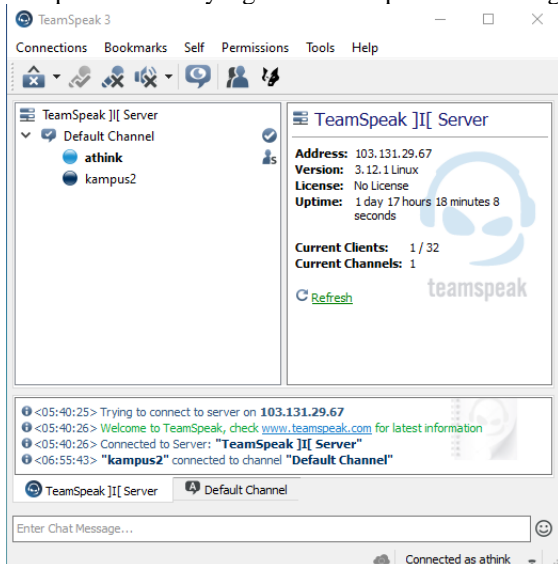 TeamSpeak 3
Connections Bookmarks Self Permissions Tools Help
TeamSpeak ]I[ Server
Default Channel
athink
S
kampus2
TeamSpeak ]I[ Server
Address: 103.131.29.67
Version: 3.12.1 Linux
License: No License
Uptime: 1 day 17 hours 18 minutes 8
seconds
Current Clients: 1 / 32
Current Channels: 1
Refresh
teamspeak
<05:40:25> Trying to connect to server on 103.131.29.67
<05:40:26> Welcome to TeamSpeak, check www.teamspeak.com for latest information
<05:40:26> Connected to Server: "TeamSpeak ]I[ Server"
<06:55:43> "kampus2" connected to channel "Default Channel"
TeamSpeak ]I[ Server Default Channel
Enter Chat Message...
Connected as athink